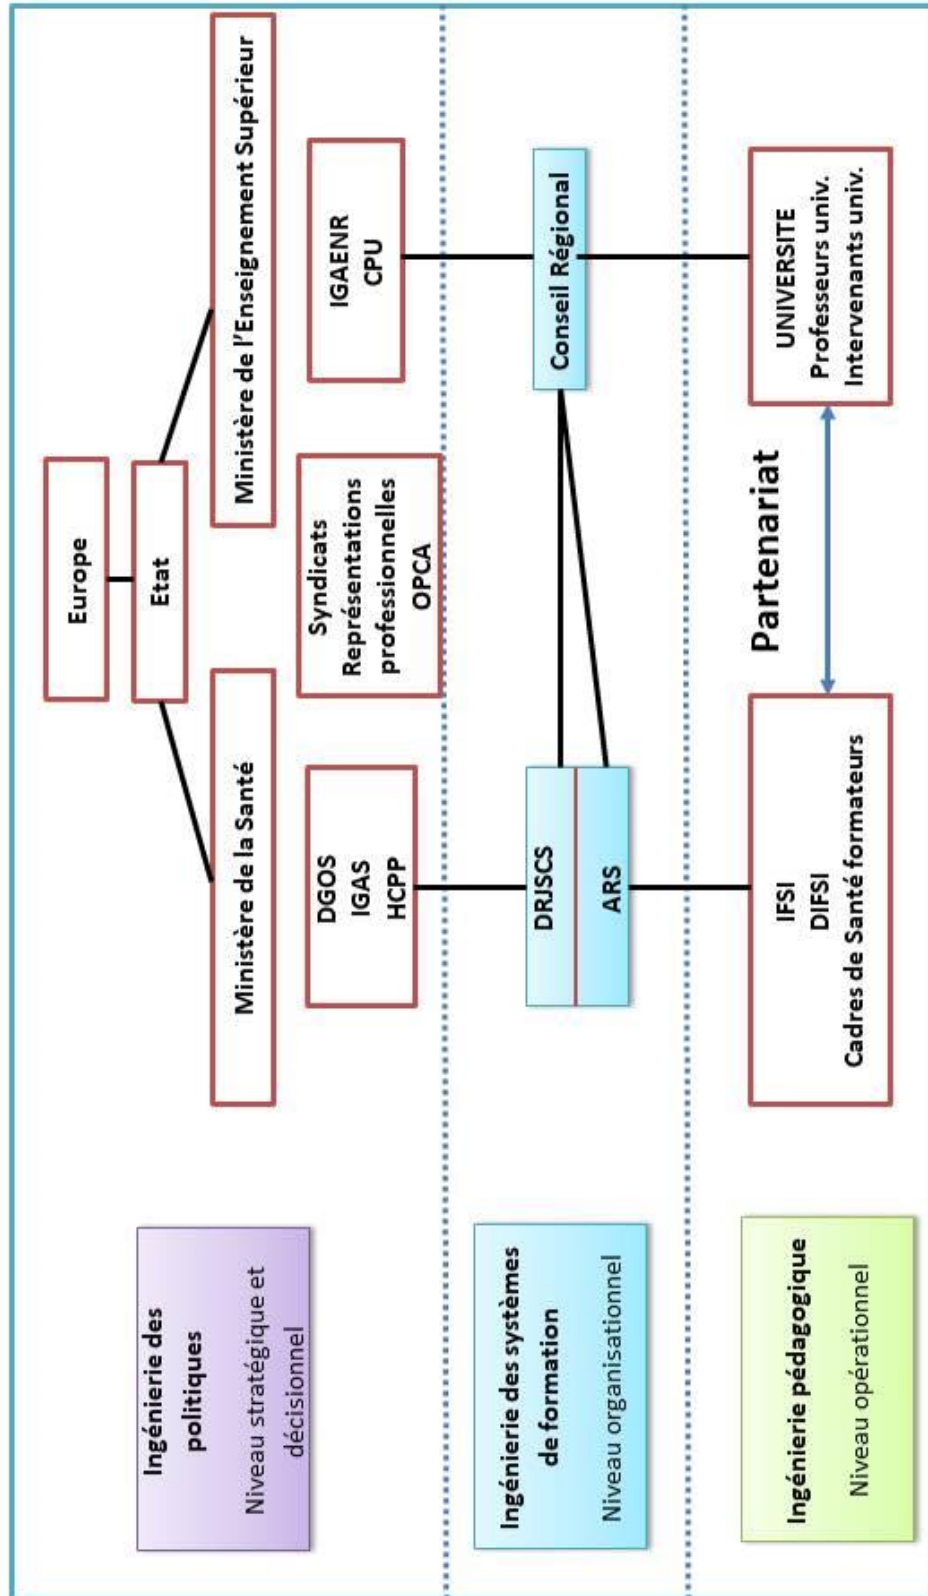 Ingénierie des
politiques
Niveau stratégique et
décisionnel
Europe
Etat
Ministère de la Santé
Ministère de l'Enseignement Supérieur
DGOS
IGAS
HCPP
Syndicats
Représentations
professionnelles
OPCA
IGAENR
CPU
Ingénierie des systèmes
de formation
Niveau organisationnel
DRJSCS
ARS
Conseil Régional
Ingénierie pédagogique
Niveau opérationnel
IFSI
DIFSI
Cadres de Santé formateurs
Partenariat
UNIVERSITE
Professeurs univ.
Intervenants univ.